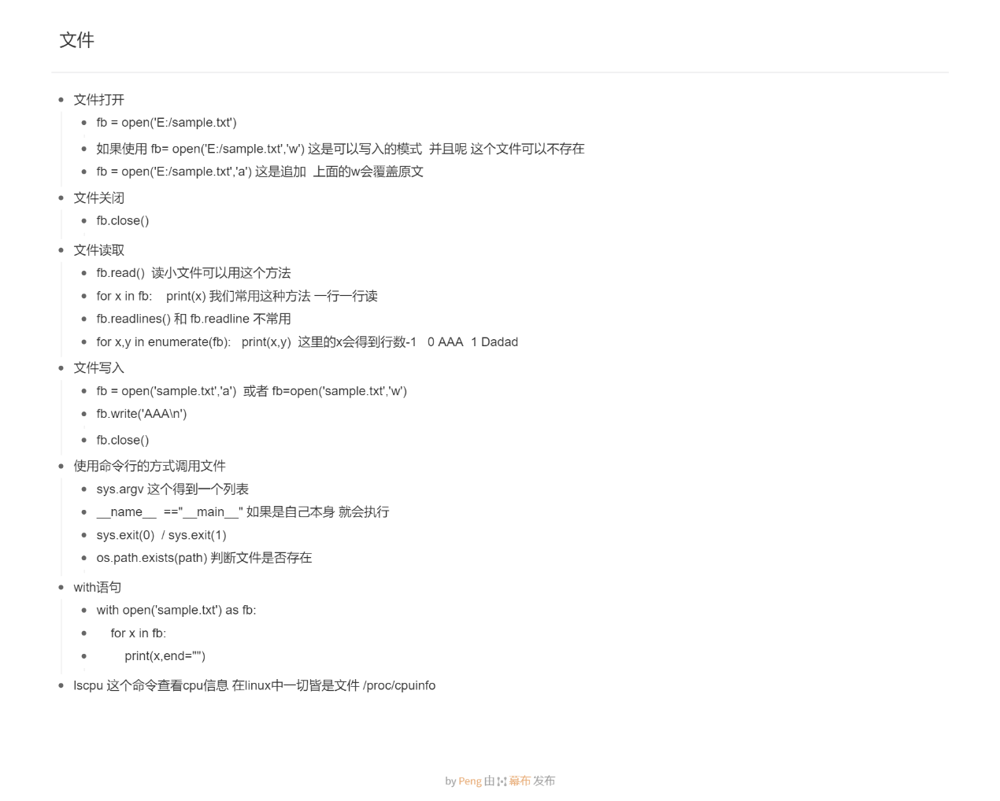 文件
文件打开
fb = open('E:/sample.txt')
如果使用 fb= open('E:/sample.txt','w') 这是可以写入的模式  并且呢 这个文件可以不存在
fb = open('E:/sample.txt','a') 这是追加  上面的w会覆盖原文
文件关闭
fb.close()
文件读取
fb.read()  读小文件可以用这个方法
for x in fb:    print(x) 我们常用这种方法 一行一行读
fb.readlines() 和 fb.readline 不常用
for x,y in enumerate(fb):   print(x,y)  这里的x会得到行数-1   0 AAA  1 Dadad
文件写入
fb = open('sample.txt','a')  或者 fb=open('sample.txt','w')
fb.write('AAA\n')
fb.close()
使用命令行的方式调用文件
sys.argv 这个得到一个列表
__name__  =="__main__" 如果是自己本身 就会执行
sys.exit(0)  / sys.exit(1)
os.path.exists(path) 判断文件是否存在
with语句
with open('sample.txt') as fb:
    for x in fb:
        print(x,end="")
lscpu 这个命令查看cpu信息 在linux中一切皆是文件 /proc/cpuinfo
by Peng 由 幕布 发布